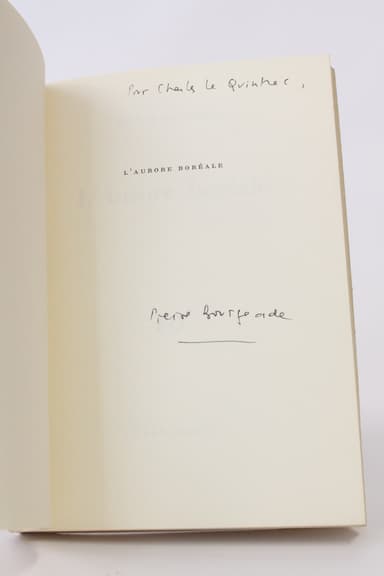 Pour Charles Le Quintrec,
L'AURORE BORÉALE
Pierre Bourgeade